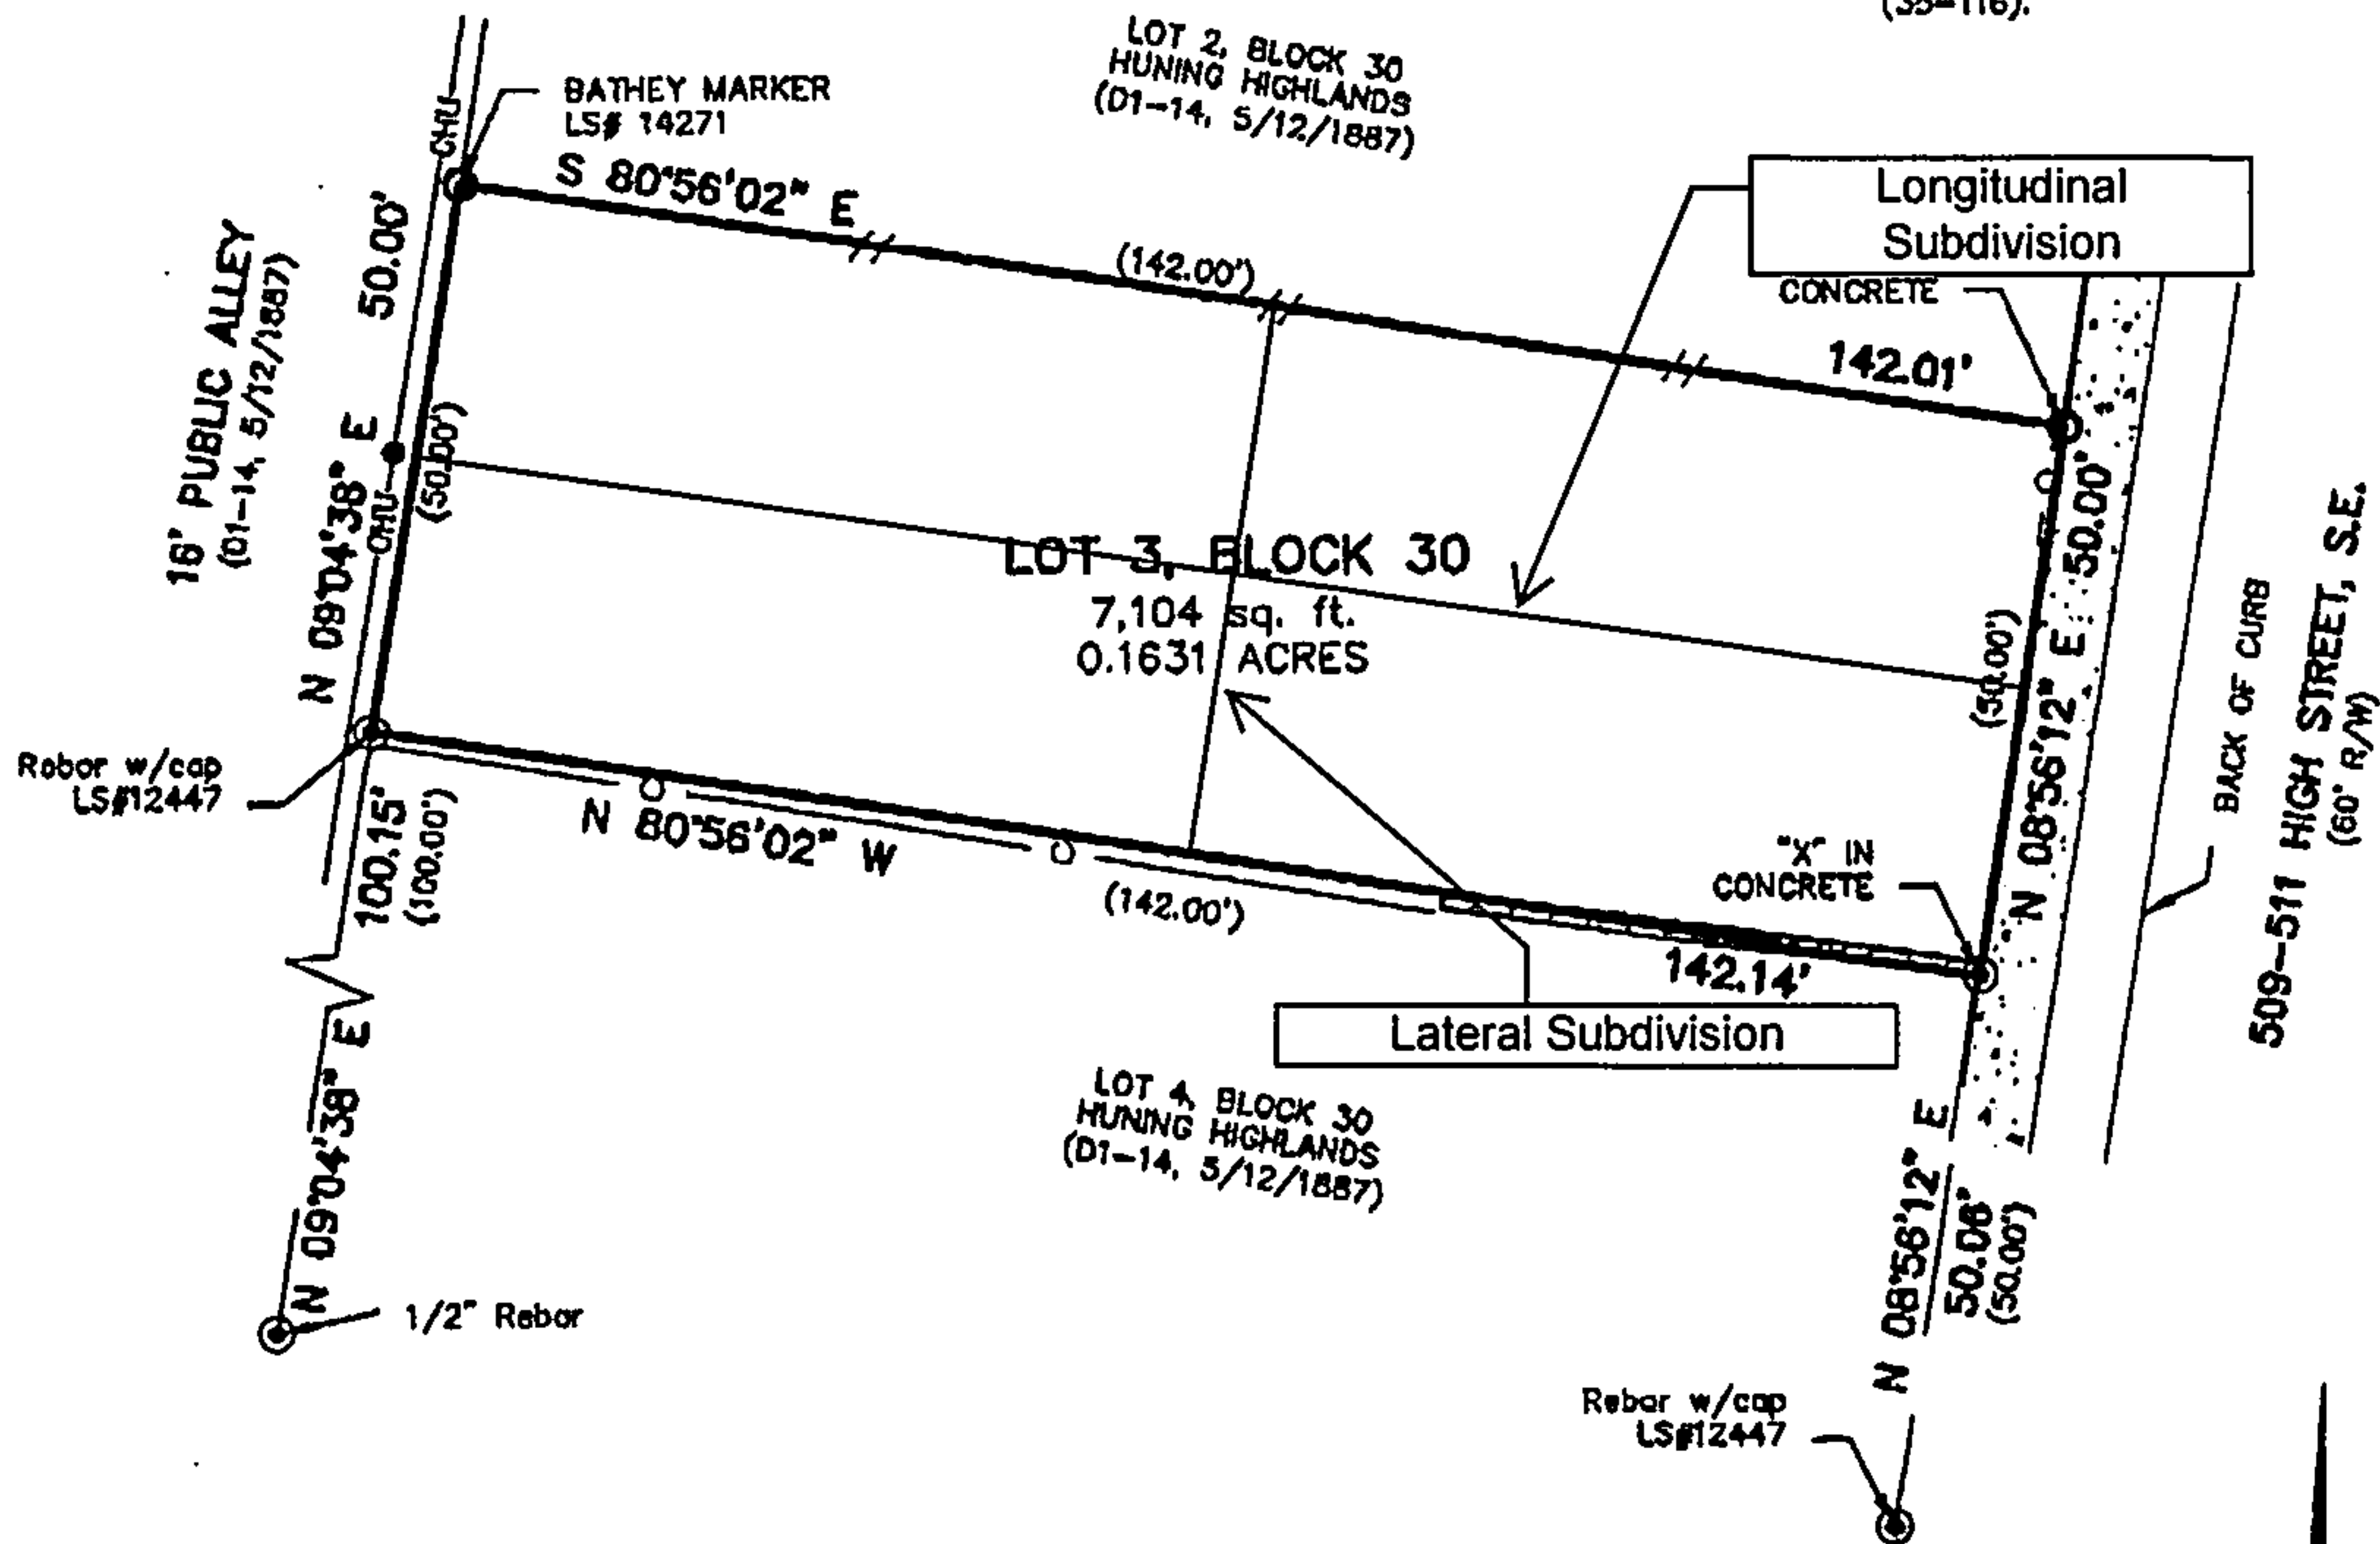 (35-116).
LOT 2, BLOCK 30
HUNING HIGHLANDS
(D1-14, 5/12/1887)
BATHEY MARKER
LS# 14271
OHU
S 80°56'02" E
(142.00')
142.01'
Longitudinal
Subdivision
CONCRETE
16' PUBLIC ALLEY
(D1-14, 5/12/1887)
N 09°04'38" E 50.00'
(50.00')
OHU
LOT 3, BLOCK 30
7,104 sq. ft.
0.1631 ACRES
N 08°56'12" E 50.00'
(50.00')
BACK OF CURB
509-511 HIGH STREET, S.E.
(60' R/W)
Rebar w/cap
LS#12447
N 80°56'02" W
(142.00')
142.14'
"X" IN
CONCRETE
Lateral Subdivision
N 09°04'38" E 100.15'
(100.00')
LOT 4, BLOCK 30
HUNING HIGHLANDS
(D1-14, 5/12/1887)
N 08°56'12" E
50.06'
(50.00')
1/2" Rebar
Rebar w/cap
LS#12447